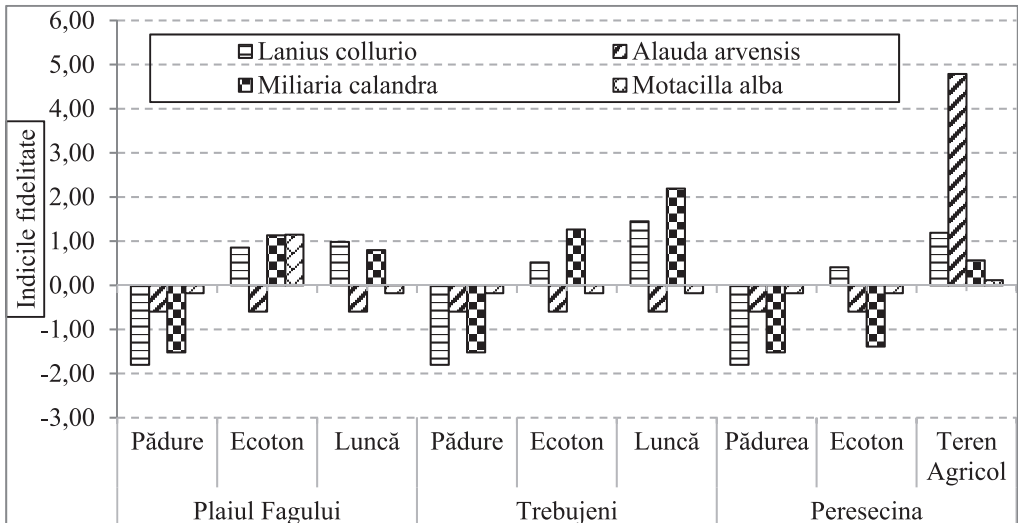 6,00
5,00
4,00
3,00
2,00
1,00
0,00
-1,00
-2,00
-3,00
Indicile fidelitate
Lanius collurio Alauda arvensis
Miliaria calandra Motacilla alba
Pădure Ecoton Luncă Pădure Ecoton Luncă Pădurea Ecoton Teren
Agricol
Plaiul Fagului Trebujeni Peresecina